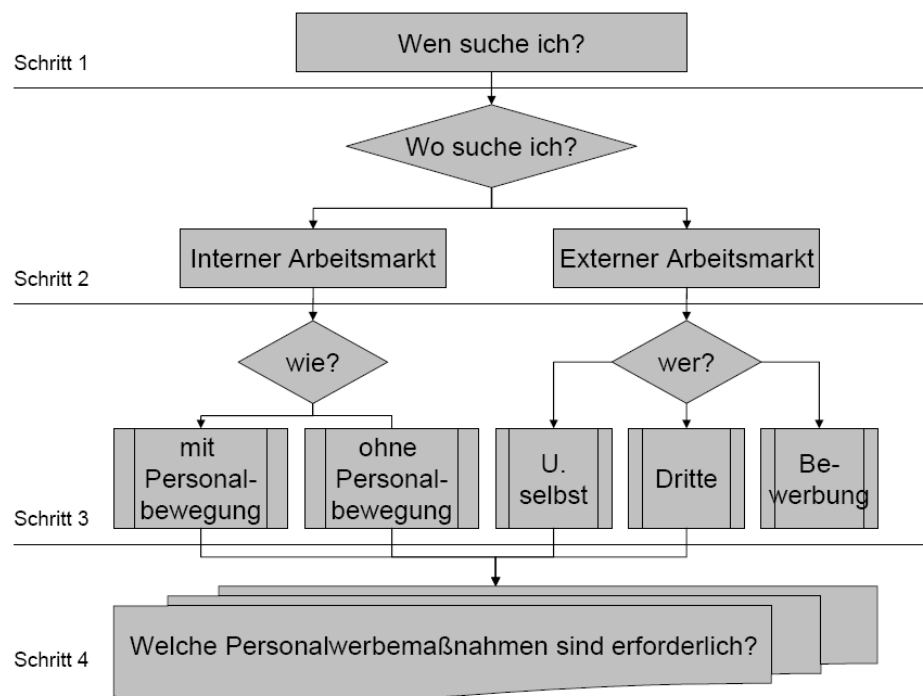 Wen suche ich?
Schritt 1
Wo suche ich?
Interner Arbeitsmarkt
Externer Arbeitsmarkt
Schritt 2
wie?
wer?
mit
Personal-
bewegung
ohne
Personal-
bewegung
U.
selbst
Dritte
Be-
werbung
Schritt 3
Welche Personalwerbemaßnahmen sind erforderlich?
Schritt 4